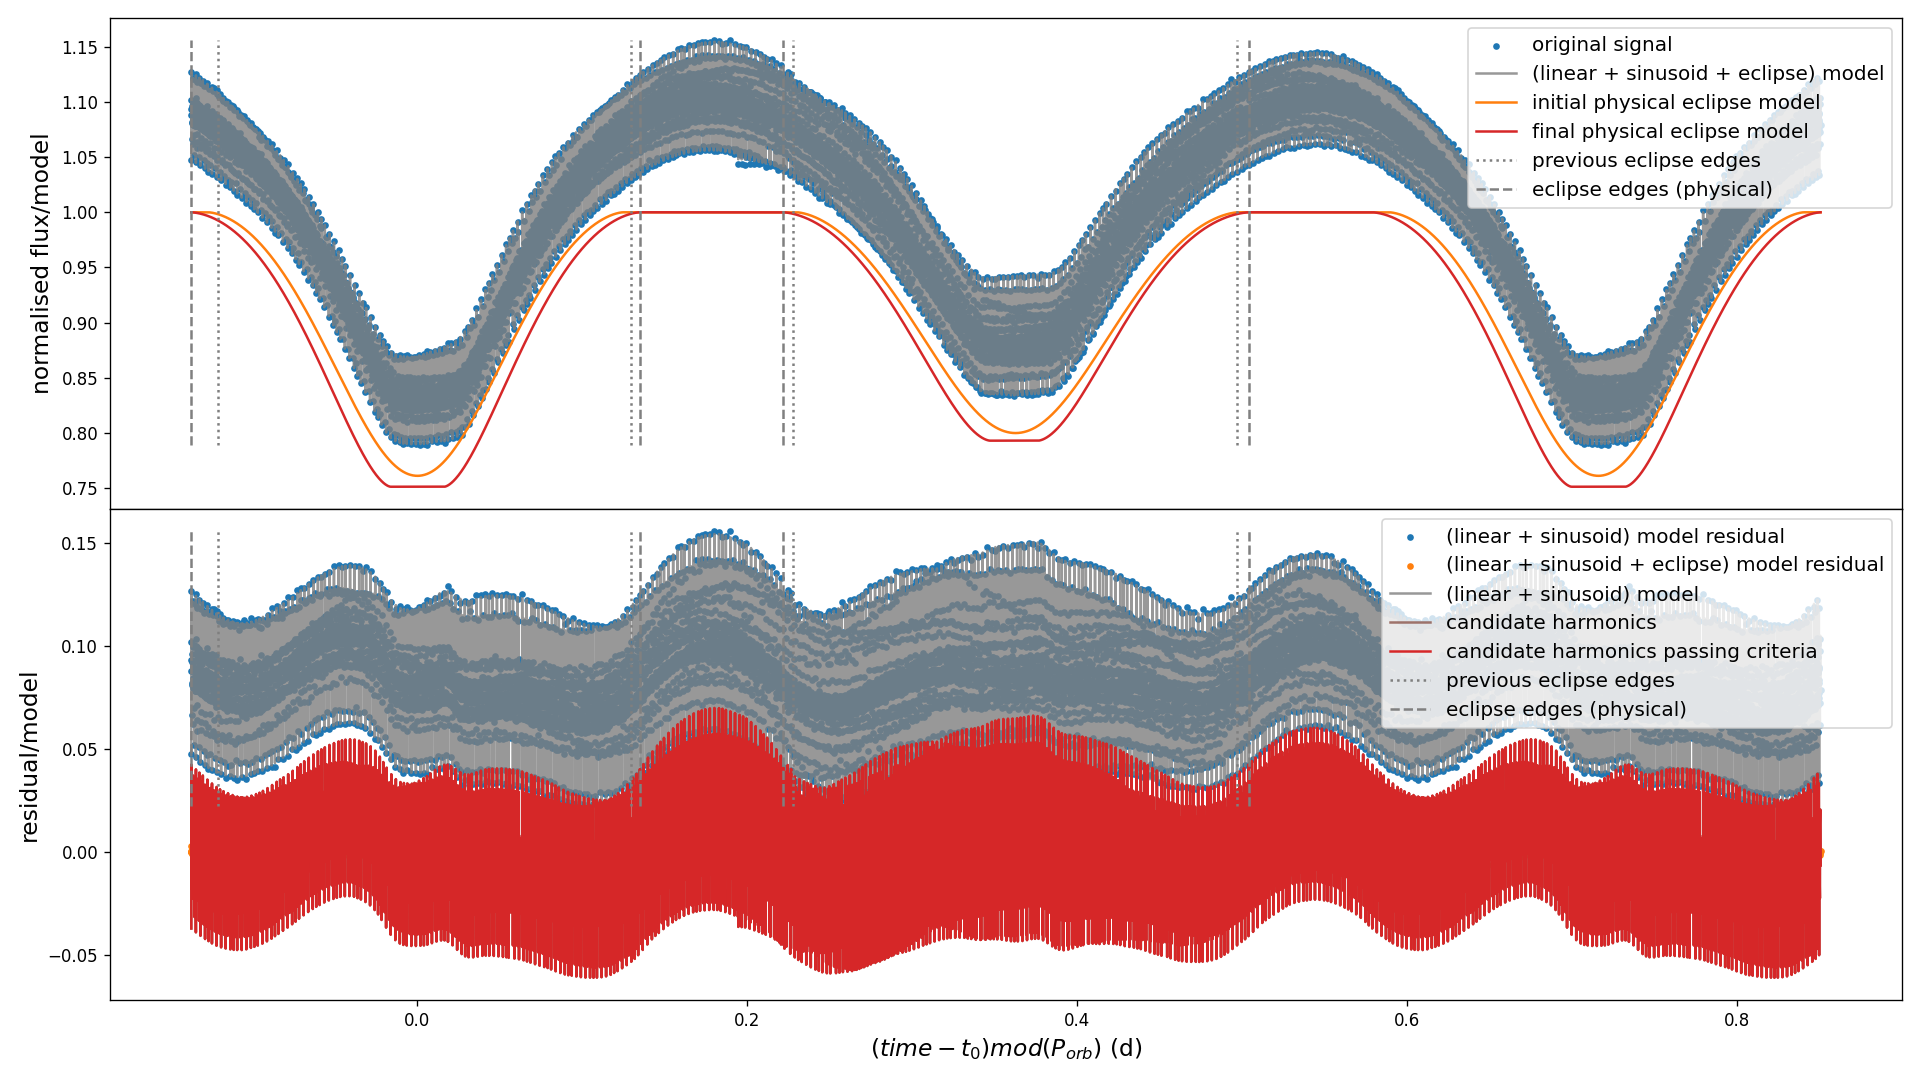 normalised flux/model
1.15
1.10
1.05
1.00
0.95
0.90
0.85
0.80
0.75
original signal
(linear + sinusoid + eclipse) model
initial physical eclipse model
final physical eclipse model
previous eclipse edges
eclipse edges (physical)
residual/model
0.15
0.10
0.05
0.00
−0.05
(linear + sinusoid) model residual
(linear + sinusoid + eclipse) model residual
(linear + sinusoid) model
candidate harmonics
candidate harmonics passing criteria
previous eclipse edges
eclipse edges (physical)
0.0 0.2 0.4 0.6 0.8
(time − t₀)mod(P_orb) (d)